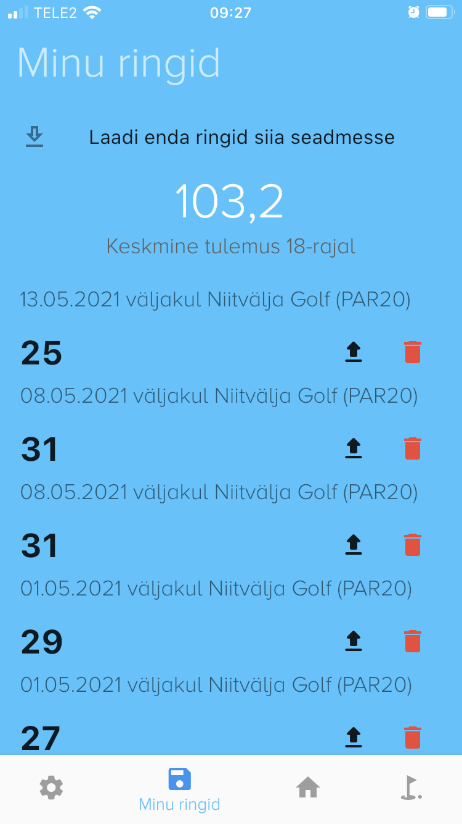 TELE2
09:27
Minu ringid
Laadi enda ringid siia seadmesse
103,2
Keskmine tulemus 18-rajal
13.05.2021 väljakul Niitvälja Golf (PAR20)
25
08.05.2021 väljakul Niitvälja Golf (PAR20)
31
08.05.2021 väljakul Niitvälja Golf (PAR20)
31
01.05.2021 väljakul Niitvälja Golf (PAR20)
29
01.05.2021 väljakul Niitvälja Golf (PAR20)
27
Minu ringid